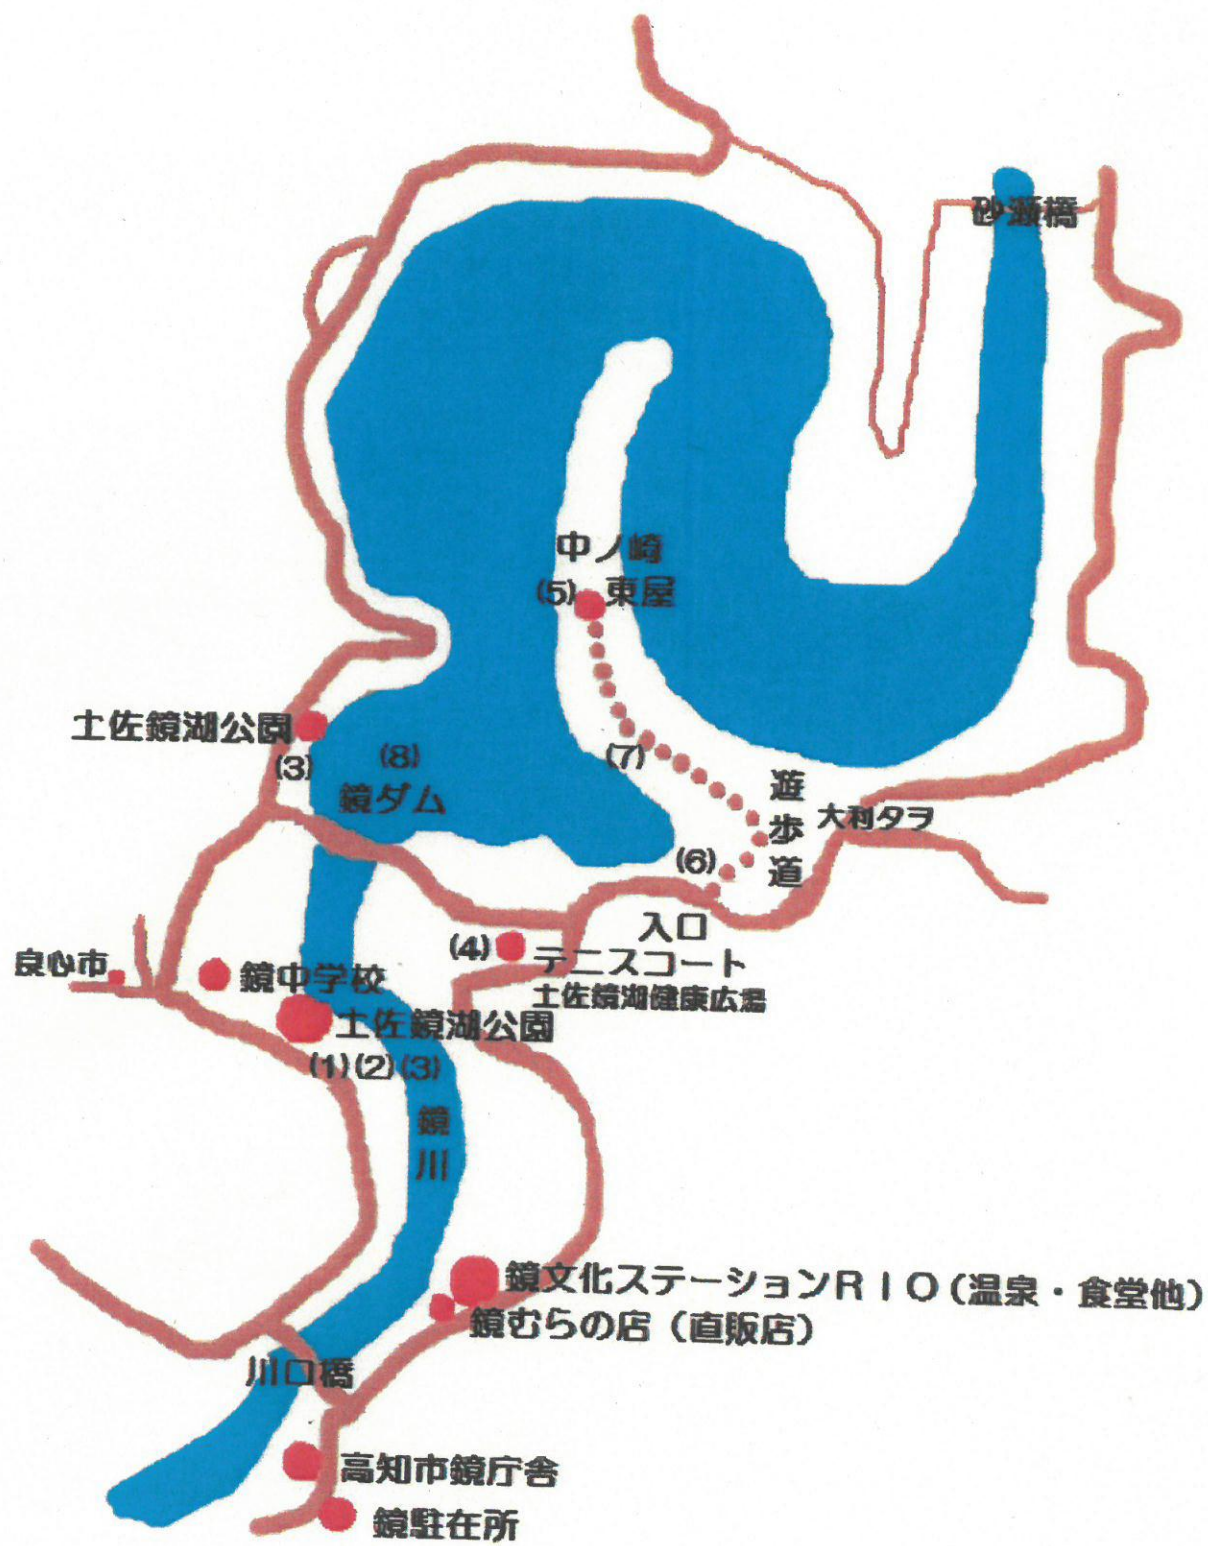 砂瀬橋
中ノ崎
(5) 東屋
土佐鏡湖公園
(3)
(8)
鏡ダム
(7)
遊歩道
大利タヲ
(6)
入口
(4)
テニスコート
土佐鏡湖健康広場
良心市
鏡中学校
土佐鏡湖公園
(1)(2)(3)
鏡川
鏡文化ステーションRIO(温泉・食堂他)
鏡むらの店（直販店）
川口橋
高知市鏡庁舎
鏡駐在所